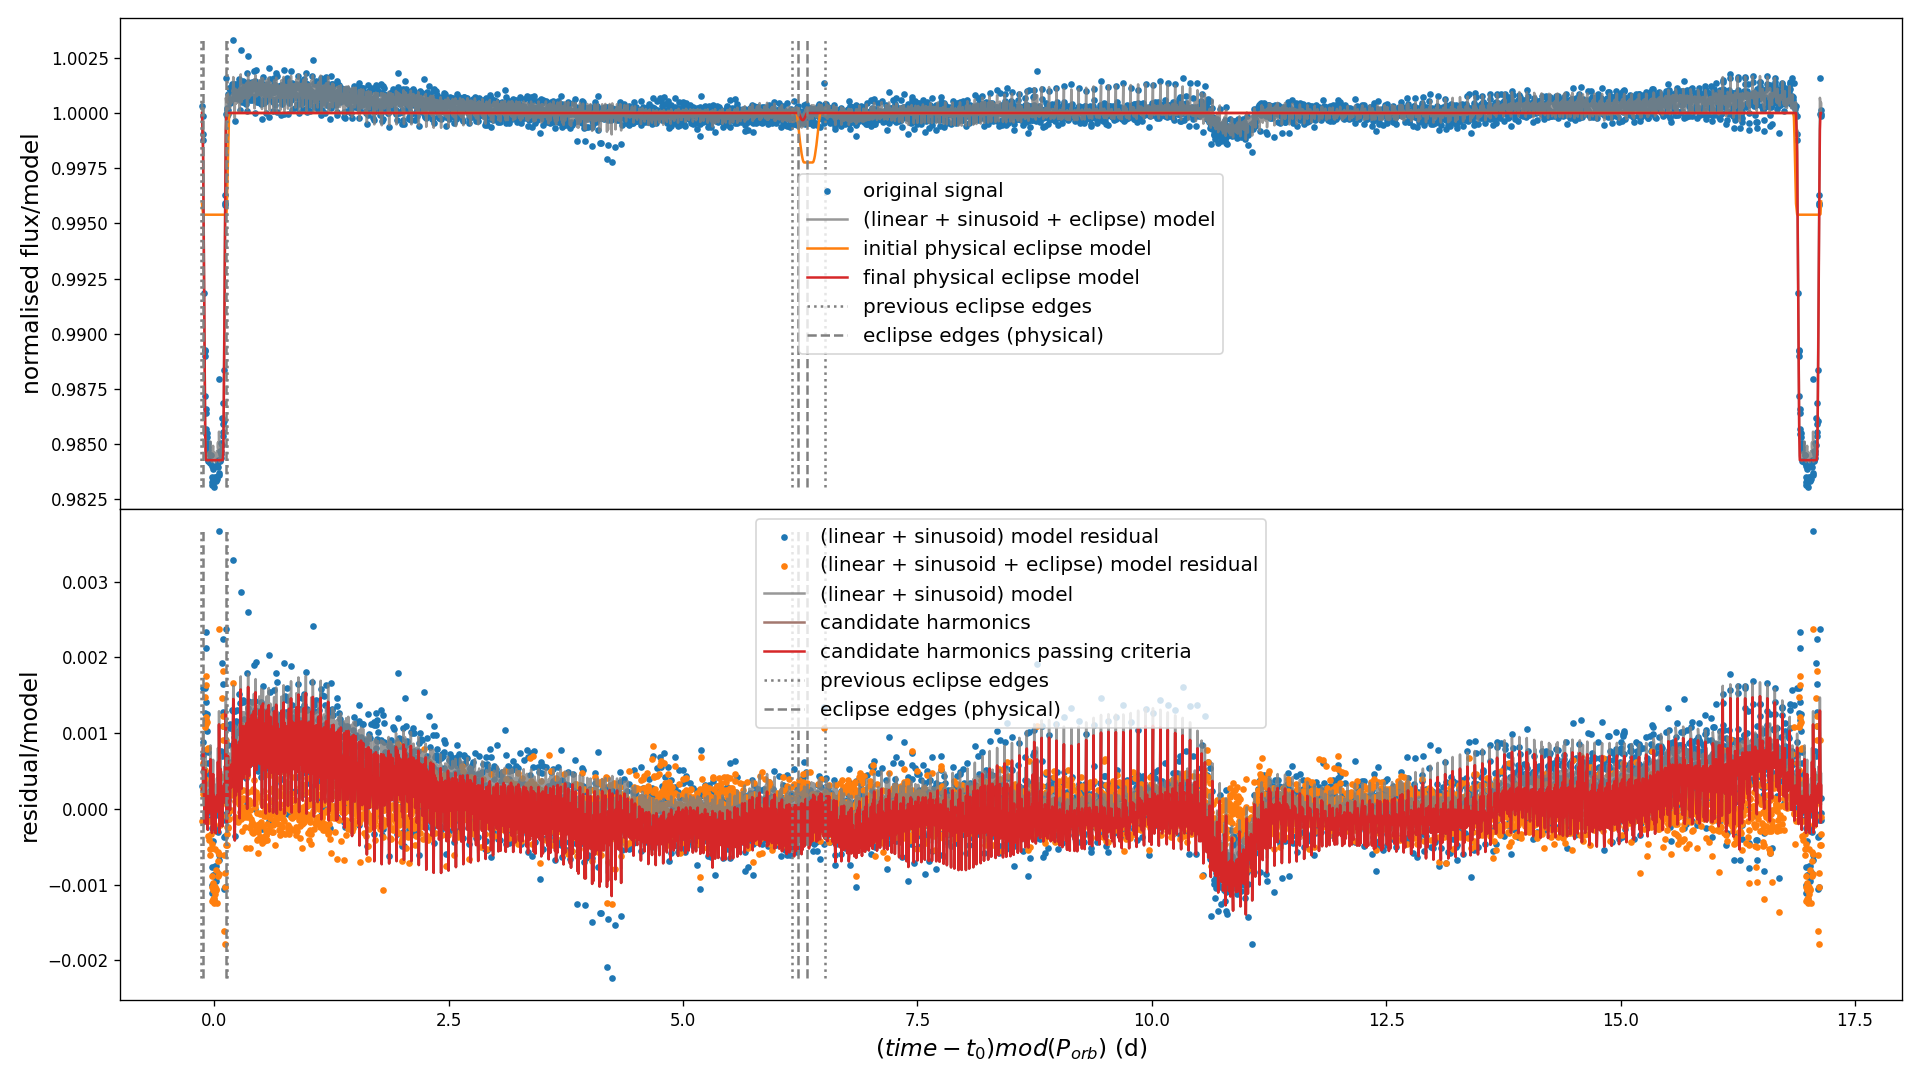 normalised flux/model
1.0025
1.0000
0.9975
0.9950
0.9925
0.9900
0.9875
0.9850
0.9825
original signal
(linear + sinusoid + eclipse) model
initial physical eclipse model
final physical eclipse model
previous eclipse edges
eclipse edges (physical)
residual/model
0.003
0.002
0.001
0.000
−0.001
−0.002
(linear + sinusoid) model residual
(linear + sinusoid + eclipse) model residual
(linear + sinusoid) model
candidate harmonics
candidate harmonics passing criteria
previous eclipse edges
eclipse edges (physical)
0.0 2.5 5.0 7.5 10.0 12.5 15.0 17.5
(time − t₀)mod(Pₒᵣb) (d)